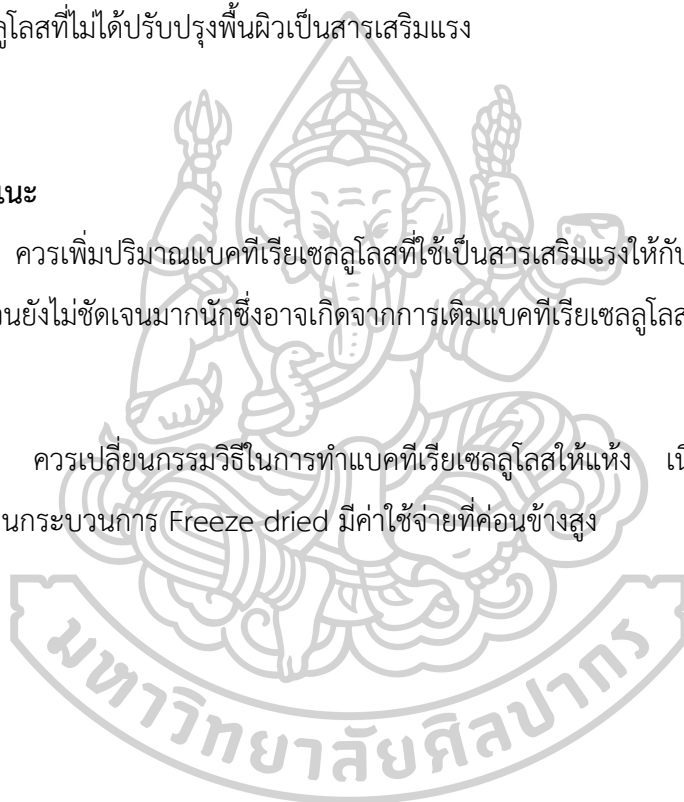 ลูโลสที่ไม่ได้ปรับปรุงพื้นผิวเป็นสารเสริมแรง
แนะ
ควรเพิ่มปริมาณแบคทีเรียเซลลูโลสที่ใช้เป็นสารเสริมแรงให้กับ
นยังไม่ชัดเจนมากนักซึ่งอาจเกิดจากการเติมแบคทีเรียเซลลูโลส
ควรเปลี่ยนกรรมวิธีในการทำแบคทีเรียเซลลูโลสให้แห้ง เนื
นกระบวนการ Freeze dried มีค่าใช้จ่ายที่ค่อนข้างสูง
มหาวิทยาลัยศิลปากร